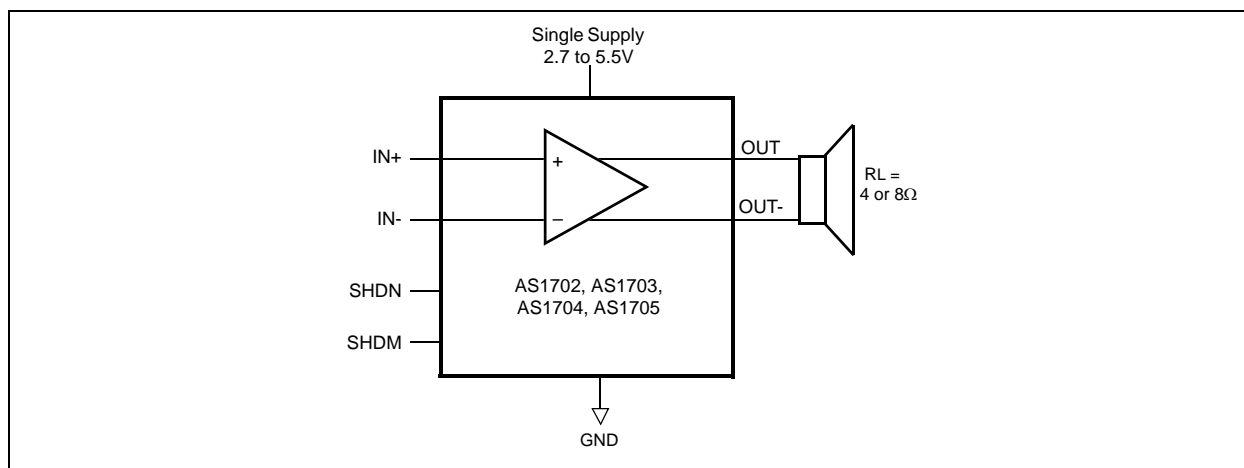 Single Supply
2.7 to 5.5V
IN+
IN-
SHDN
SHDM
+
–
AS1702, AS1703,
AS1704, AS1705
OUT
OUT-
RL =
4 or 8Ω
GND